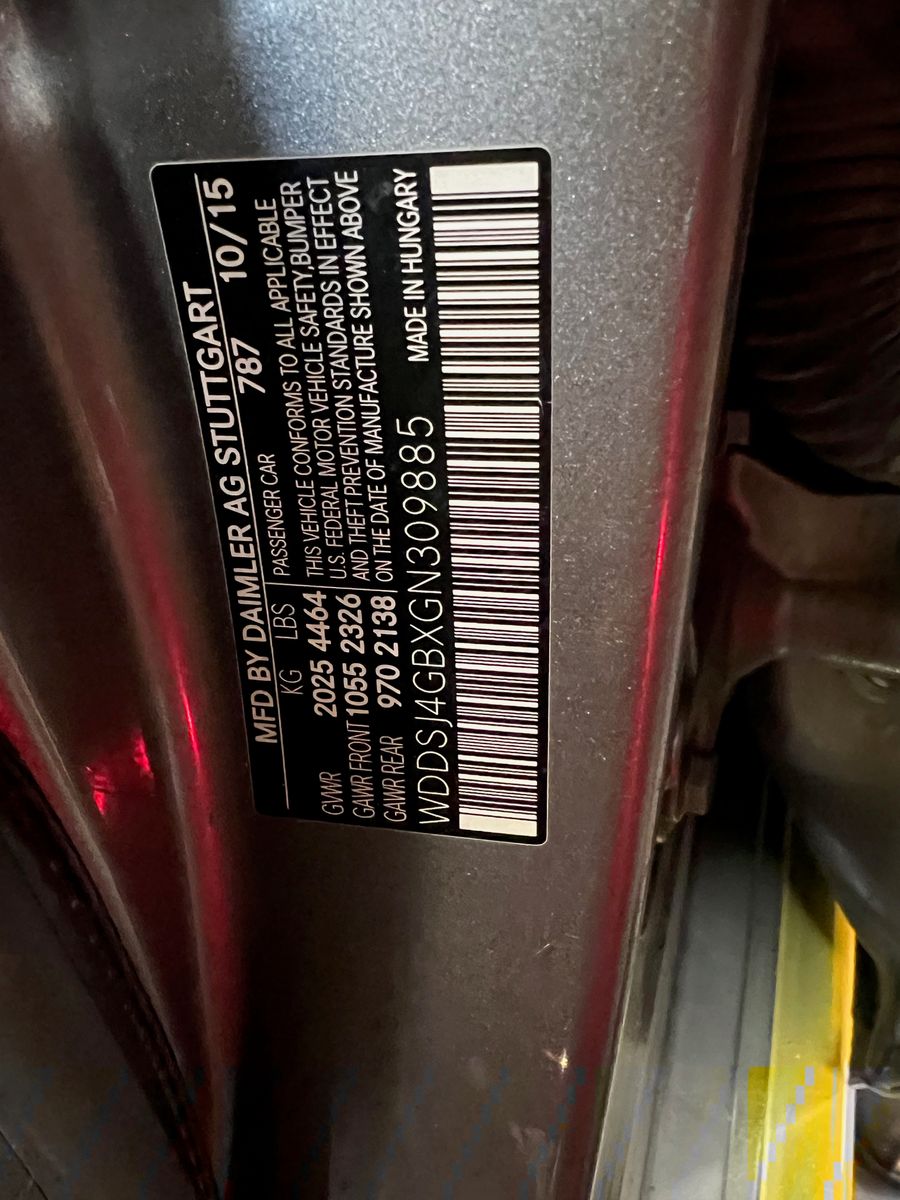 MFD BY DAIMLER AG STUTTGART
787 10/15
KG LBS PASSENGER CAR
GVWR 2025 4464
GAWR FRONT 1055 2326
GAWR REAR 970 2138
THIS VEHICLE CONFORMS TO ALL APPLICABLE
U.S. FEDERAL MOTOR VEHICLE SAFETY,BUMPER
AND THEFT PREVENTION STANDARDS IN EFFECT
ON THE DATE OF MANUFACTURE SHOWN ABOVE
WDDSJ4GBXGN309885 MADE IN HUNGARY